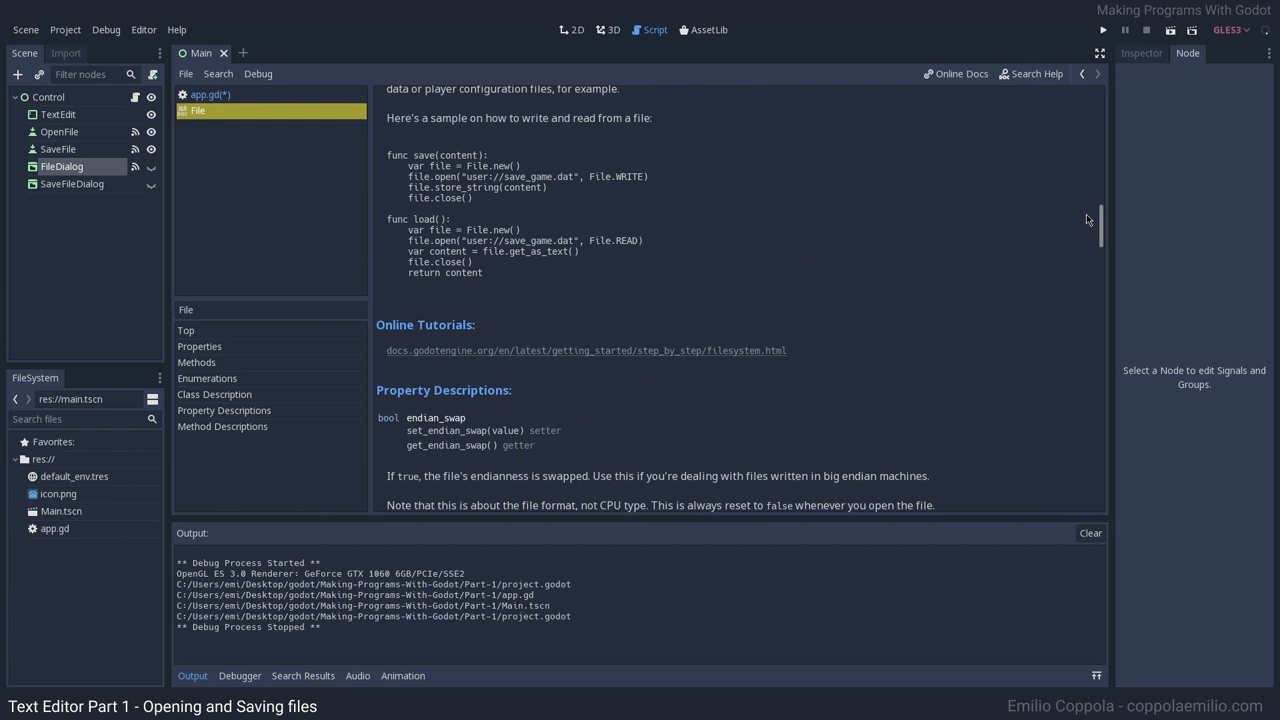 Making Programs With Godot
Scene Project Debug Editor Help
2D 3D Script AssetLib
GLES3
Scene Import
Filter nodes
Control
TextEdit
OpenFile
SaveFile
FileDialog
SaveFileDialog
FileSystem
res://main.tscn
Search files
Favorites:
res://
default_env.tres
icon.png
Main.tscn
app.gd
Main
File Search Debug
Online Docs Search Help
app.gd(*)
File
File
Top
Properties
Methods
Enumerations
Class Description
Property Descriptions
Method Descriptions
data or player configuration files, for example.
Here's a sample on how to write and read from a file:
func save(content):
    var file = File.new()
    file.open("user://save_game.dat", File.WRITE)
    file.store_string(content)
    file.close()
func load():
    var file = File.new()
    file.open("user://save_game.dat", File.READ)
    var content = file.get_as_text()
    file.close()
    return content
Online Tutorials:
docs.godotengine.org/en/latest/getting_started/step_by_step/filesystem.html
Property Descriptions:
bool endian_swap
set_endian_swap(value) setter
get_endian_swap() getter
If true, the file's endianness is swapped. Use this if you're dealing with files written in big endian machines.
Note that this is about the file format, not CPU type. This is always reset to false whenever you open the file.
Output:
Clear
** Debug Process Started **
OpenGL ES 3.0 Renderer: GeForce GTX 1060 6GB/PCIe/SSE2
C:/Users/emi/Desktop/godot/Making-Programs-With-Godot/Part-1/project.godot
C:/Users/emi/Desktop/godot/Making-Programs-With-Godot/Part-1/app.gd
C:/Users/emi/Desktop/godot/Making-Programs-With-Godot/Part-1/Main.tscn
C:/Users/emi/Desktop/godot/Making-Programs-With-Godot/Part-1/project.godot
** Debug Process Stopped **
Output Debugger Search Results Audio Animation
Inspector Node
Select a Node to edit Signals and
Groups.
Text Editor Part 1 - Opening and Saving files
Emilio Coppola - coppolaemilio.com